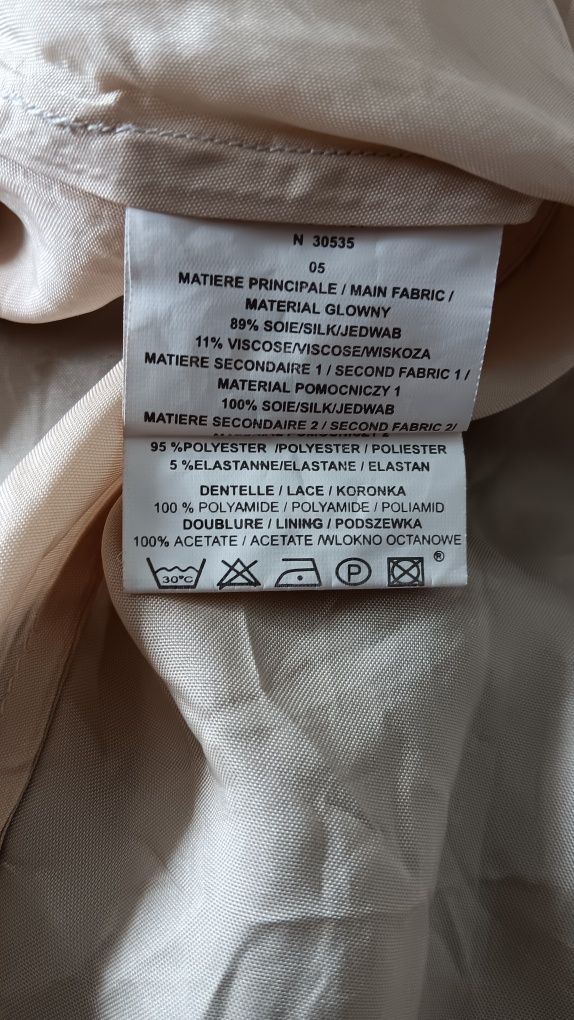 N 30535
05
MATIERE PRINCIPALE / MAIN FABRIC /
MATERIAL GLOWNY
89% SOIE/SILK/JEDWAB
11% VISCOSE/VISCOSE/WISKOZA
MATIERE SECONDAIRE 1 / SECOND FABRIC 1 /
MATERIAL POMOCNICZY 1
100% SOIE/SILK/JEDWAB
MATIERE SECONDAIRE 2 / SECOND FABRIC 2/
95 %POLYESTER /POLYESTER / POLIESTER
5 %ELASTANNE/ELASTANE / ELASTAN
DENTELLE / LACE / KORONKA
100 % POLYAMIDE / POLYAMIDE / POLIAMID
DOUBLURE / LINING / PODSZEWKA
100% ACETATE / ACETATE /WLOKNO OCTANOWE
30°C P ®